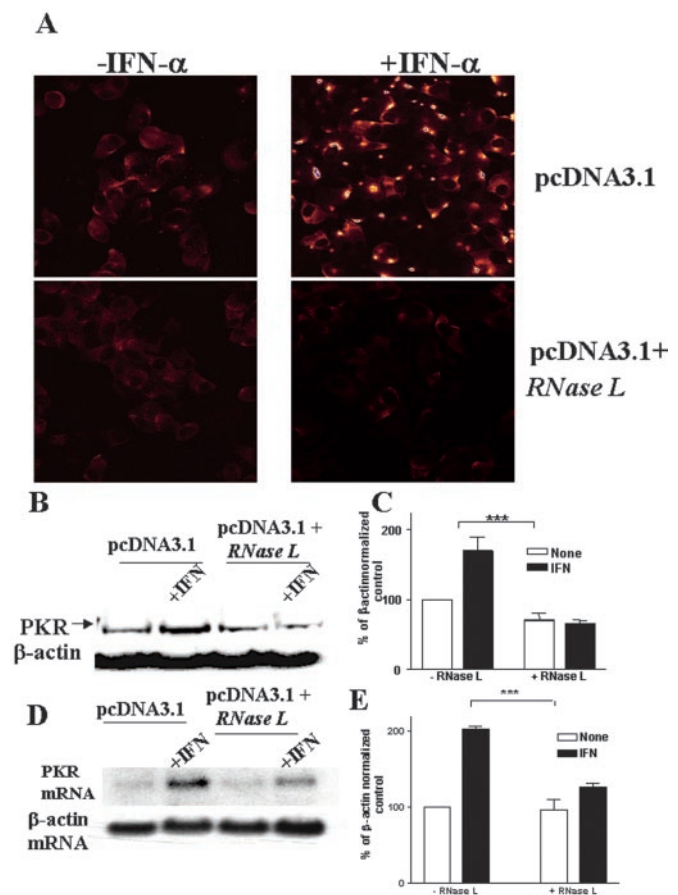 A
-IFN-α
+IFN-α
pcDNA3.1
pcDNA3.1+
RNase L
B
pcDNA3.1
pcDNA3.1 +
RNase L
+IFN
+IFN
PKR
β-actin
C
% of βactinnormalized
control
200
100
0
***
None
IFN
- RNase L
+ RNase L
D
pcDNA3.1
pcDNA3.1 +
RNase L
+IFN
+IFN
PKR
mRNA
β-actin
mRNA
E
% of β-actin normalized
control
200
100
0
***
None
IFN
- RNase L
+ RNase L